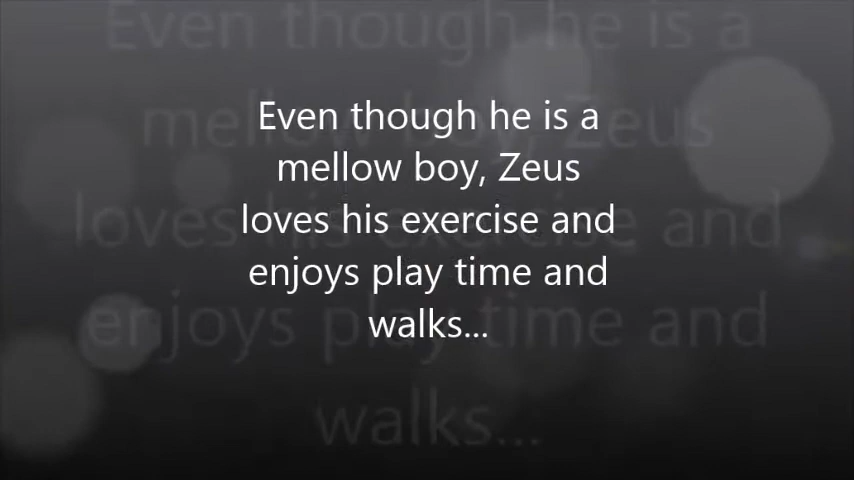 Even though he is a
mellow boy, Zeus
loves his exercise and
enjoys play time and
walks...